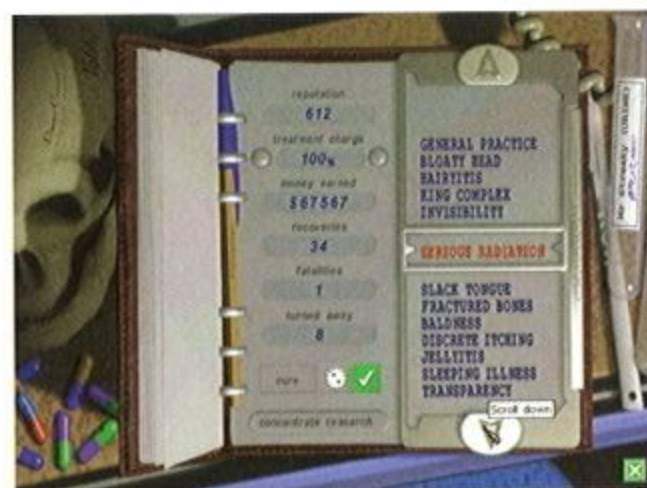 reputation
612
treatment charge
100%
money earned
$67567
recoveries
34
fatalities
1
turned away
8
cure
concentrate research
GENERAL PRACTICE
BLOATY HEAD
HAIRYITIS
KING COMPLEX
INVISIBILITY
SERIOUS RADIATION
SLACK TONGUE
FRACTURED BONES
BALDNESS
DISCRETE ITCHING
JELLYITIS
SLEEPING ILLNESS
TRANSPARENCY
Scroll down